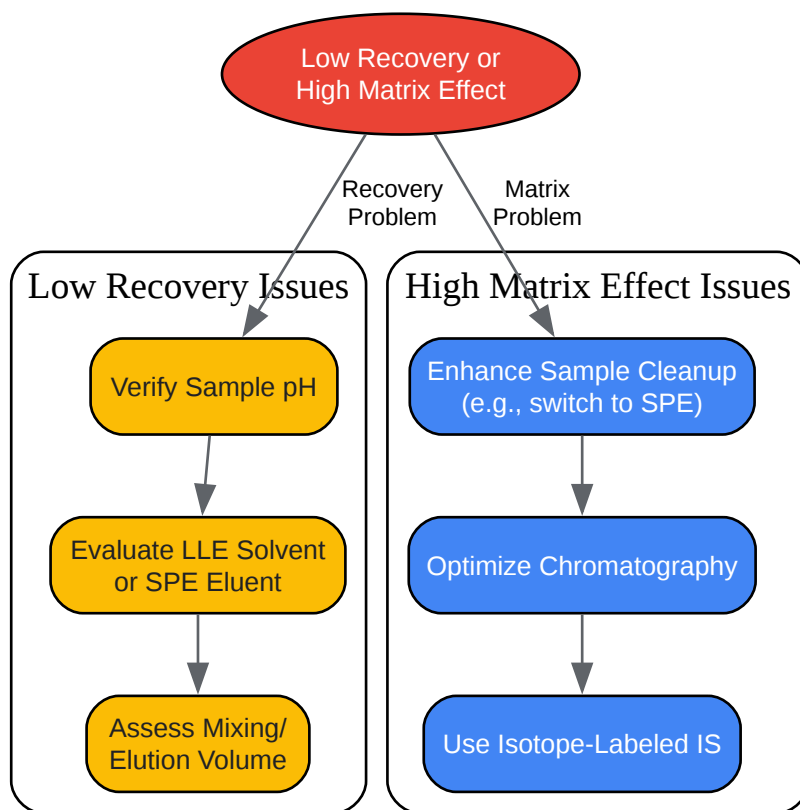 Low Recovery or
High Matrix Effect
Recovery
Problem
Matrix
Problem
Low Recovery Issues
Verify Sample pH
Evaluate LLE Solvent
or SPE Eluent
Assess Mixing/
Elution Volume
High Matrix Effect Issues
Enhance Sample Cleanup
(e.g., switch to SPE)
Optimize Chromatography
Use Isotope-Labeled IS